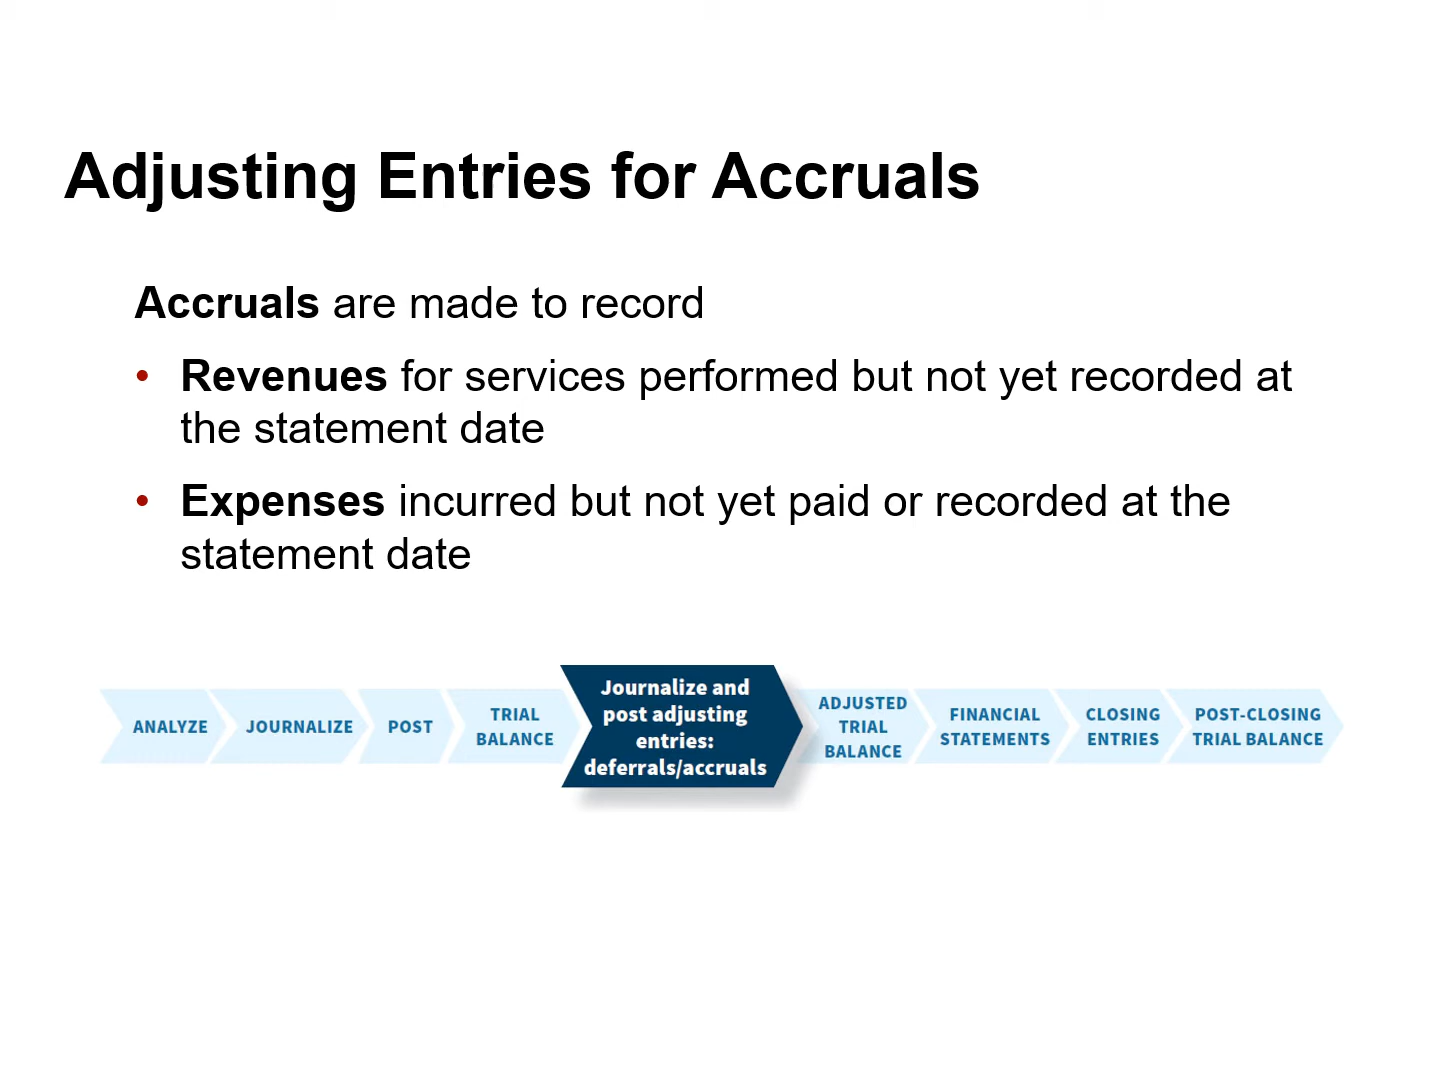 Adjusting Entries for Accruals
Accruals are made to record
• Revenues for services performed but not yet recorded at
the statement date
• Expenses incurred but not yet paid or recorded at the
statement date
ANALYZE
JOURNALIZE
POST
TRIAL
BALANCE
Journalize and
post adjusting
entries:
deferrals/accruals
ADJUSTED
TRIAL
BALANCE
FINANCIAL
STATEMENTS
CLOSING
ENTRIES
POST-CLOSING
TRIAL BALANCE